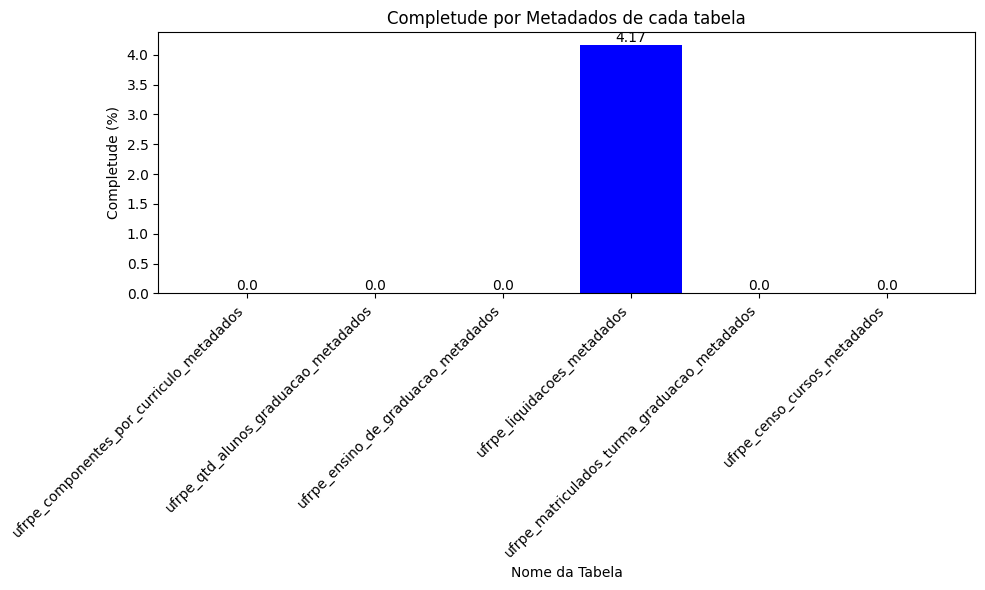 Completude por Metadados de cada tabela
Completude (%)
4.0
3.5
3.0
2.5
2.0
1.5
1.0
0.5
0.0
0.0
0.0
0.0
4.17
0.0
0.0
ufrpe_componentes_por_curriculo_metadados
ufrpe_qtd_alunos_graduacao_metadados
ufrpe_ensino_de_graduacao_metadados
ufrpe_liquidacoes_metadados
ufrpe_matriculados_turma_graduacao_metadados
ufrpe_censo_cursos_metadados
Nome da Tabela